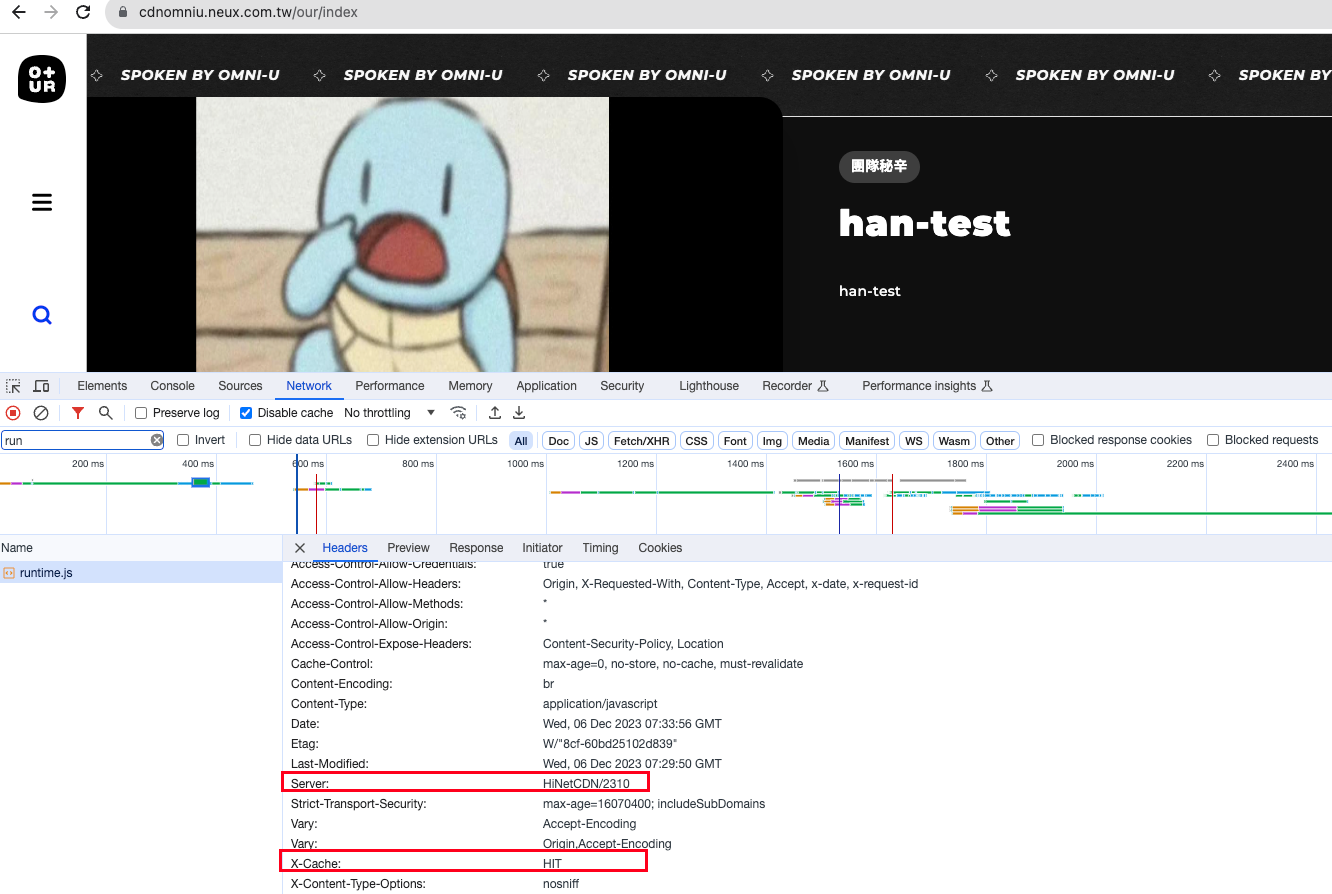 cdnomniu.neux.com.tw/our/index
O+
UR
SPOKEN BY OMNI-U SPOKEN BY OMNI-U SPOKEN BY OMNI-U SPOKEN BY OMNI-U SPOKEN BY OMNI-U SPOKEN BY
團隊秘辛
han-test
han-test
Elements Console Sources Network Performance Memory Application Security Lighthouse Recorder Performance insights
Preserve log Disable cache No throttling
run Invert Hide data URLs Hide extension URLs All Doc JS Fetch/XHR CSS Font Img Media Manifest WS Wasm Other Blocked response cookies Blocked requests
200 ms 400 ms 600 ms 800 ms 1000 ms 1200 ms 1400 ms 1600 ms 1800 ms 2000 ms 2200 ms 2400 ms
Name Headers Preview Response Initiator Timing Cookies
runtime.js
Access-Control-Allow-Credentials: true
Access-Control-Allow-Headers: Origin, X-Requested-With, Content-Type, Accept, x-date, x-request-id
Access-Control-Allow-Methods: *
Access-Control-Allow-Origin: *
Access-Control-Expose-Headers: Content-Security-Policy, Location
Cache-Control: max-age=0, no-store, no-cache, must-revalidate
Content-Encoding: br
Content-Type: application/javascript
Date: Wed, 06 Dec 2023 07:33:56 GMT
Etag: W/"8cf-60bd25102d839"
Last-Modified: Wed, 06 Dec 2023 07:29:50 GMT
Server: HiNetCDN/2310
Strict-Transport-Security: max-age=16070400; includeSubDomains
Vary: Accept-Encoding
Vary: Origin,Accept-Encoding
X-Cache: HIT
X-Content-Type-Options: nosniff